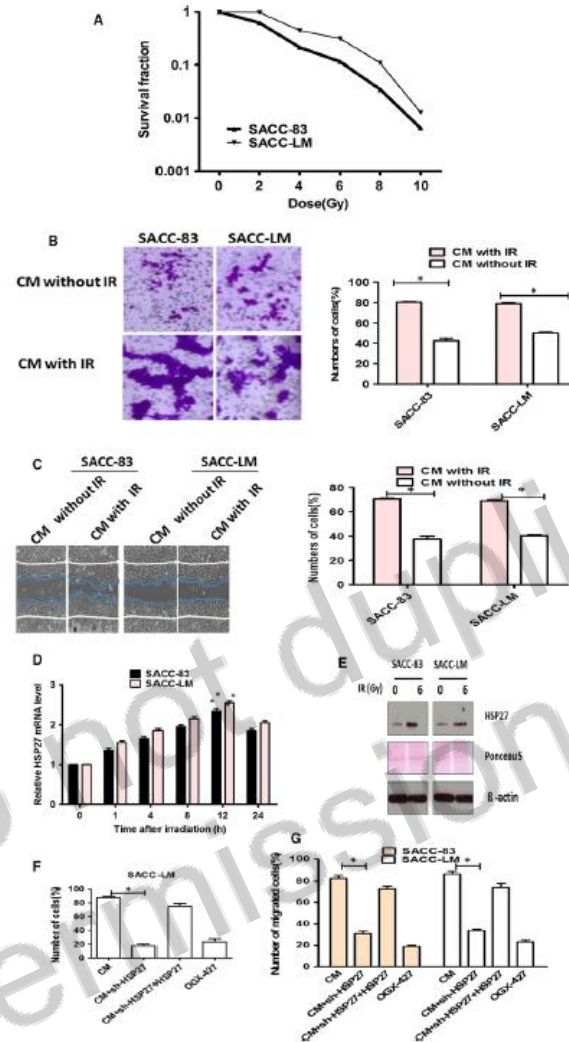 A
Survival fraction
1
0.1
0.01
0.001
SACC-83
SACC-LM
0 2 4 6 8 10
Dose(Gy)
B
SACC-83 SACC-LM
CM without IR
CM with IR
CM with IR
CM without IR
Numbers of cells(%)
100
80
60
40
20
0
* *
SACC-83 SACC-LM
C
SACC-83 SACC-LM
CM without IR CM with IR CM without IR CM with IR
CM with IR
CM without IR
Numbers of cells(%)
80
60
40
20
0
* *
SACC-83 SACC-LM
D
SACC-83
SACC-LM
Relative HSP27 mRNA level
3
2
1
0
* * *
0 1 4 8 12 24
Time after irradiation (h)
E
SACC-83 SACC-LM
IR (Gy) 0 6 0 6
HSP27
PonceauS
ß -actin
F
SACC-LM
Number of cells(%)
100
80
60
40
20
0
*
CM CM+sh-HSP27 CM+sh-HSP27+HSP27 OGX-427
G
SACC-83
SACC-LM
Number of migrated cells(%)
100
80
60
40
20
0
* *
CM CM+sh-HSP27 CM+sh-HSP27+HSP27 OGX-427 CM CM+sh-HSP27 CM+sh-HSP27+HSP27 OGX-427
not dupli
ermission